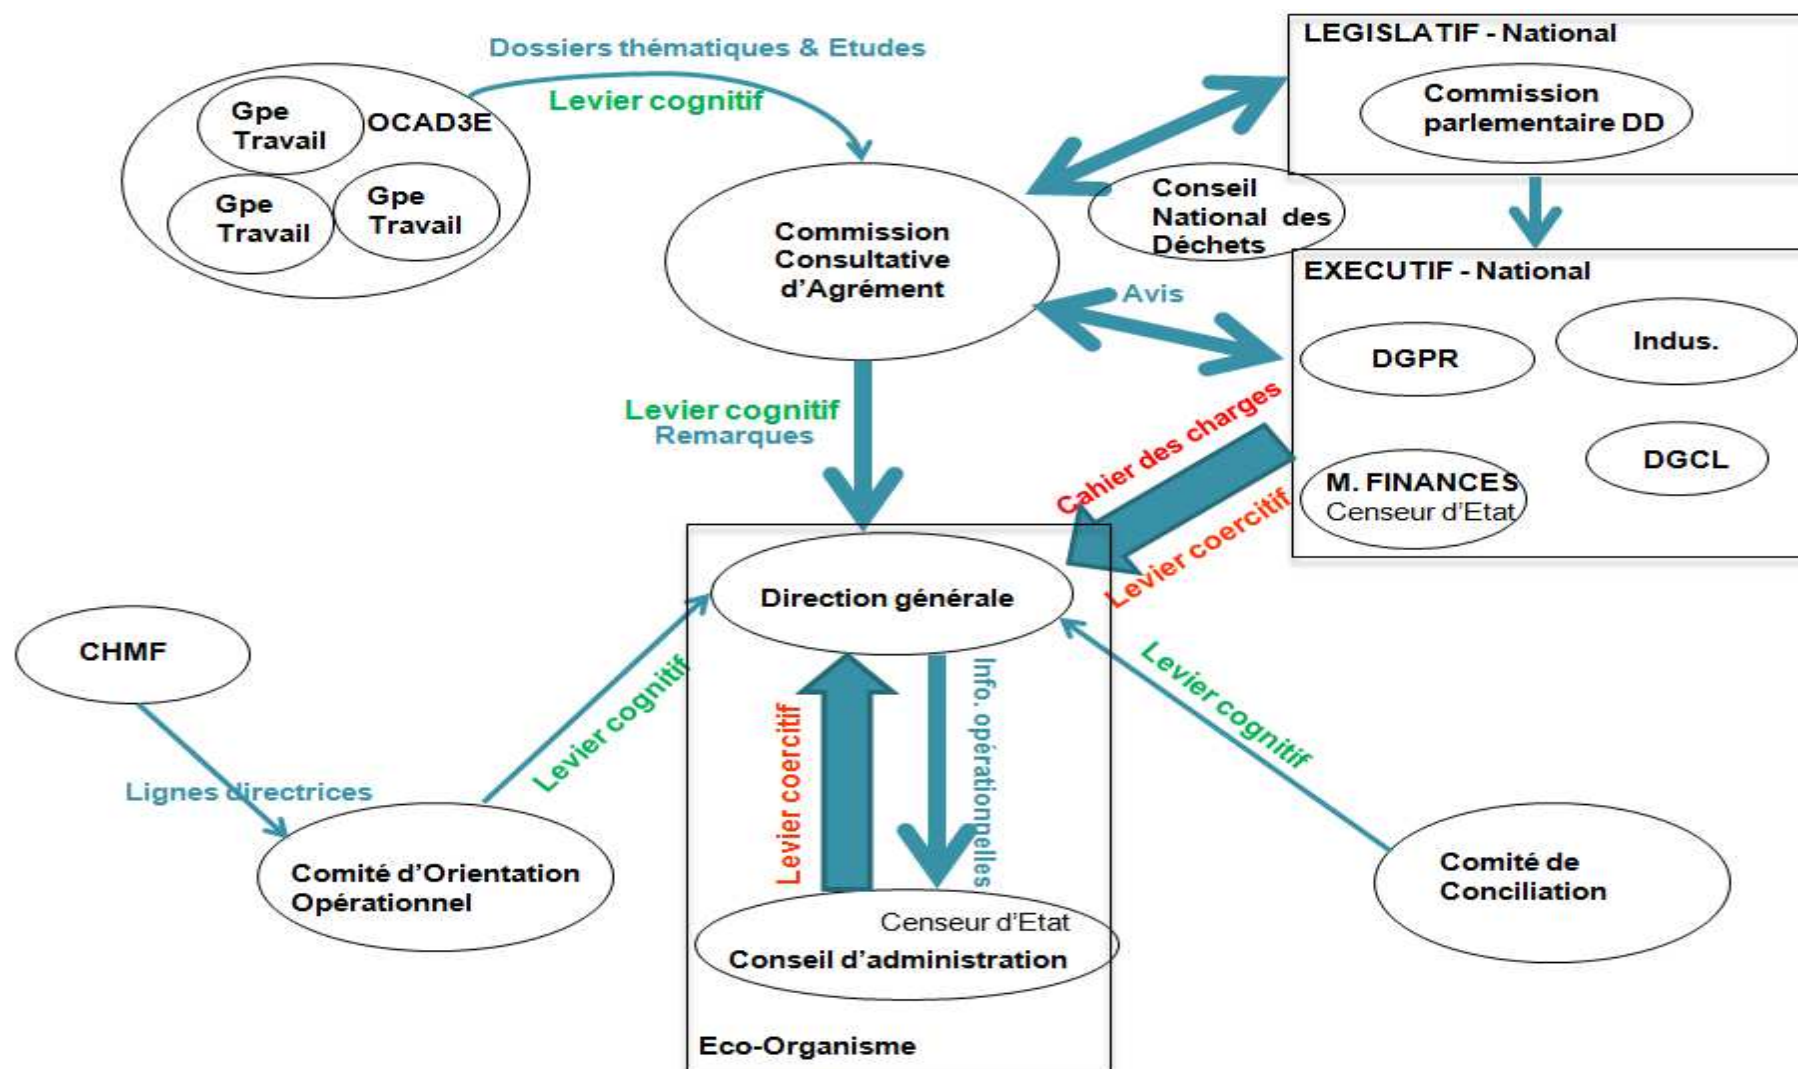 Dossiers thématiques & Etudes
Levier cognitif
LEGISLATIF - National
Commission
parlementaire DD
Gpe
Travail
OCAD3E
Gpe
Travail
Gpe
Travail
Conseil
National des
Déchets
Commission
Consultative
d'Agrément
EXECUTIF - National
Avis
DGPR
Indus.
Levier cognitif
Remarques
Cahier des charges
Levier coercitif
M. FINANCES
Censeur d'Etat
DGCL
Direction générale
CHMF
Levier cognitif
Levier coercitif
Info. opérationnelles
Levier cognitif
Lignes directrices
Comité d'Orientation
Opérationnel
Comité de
Conciliation
Censeur d'Etat
Conseil d'administration
Eco-Organisme